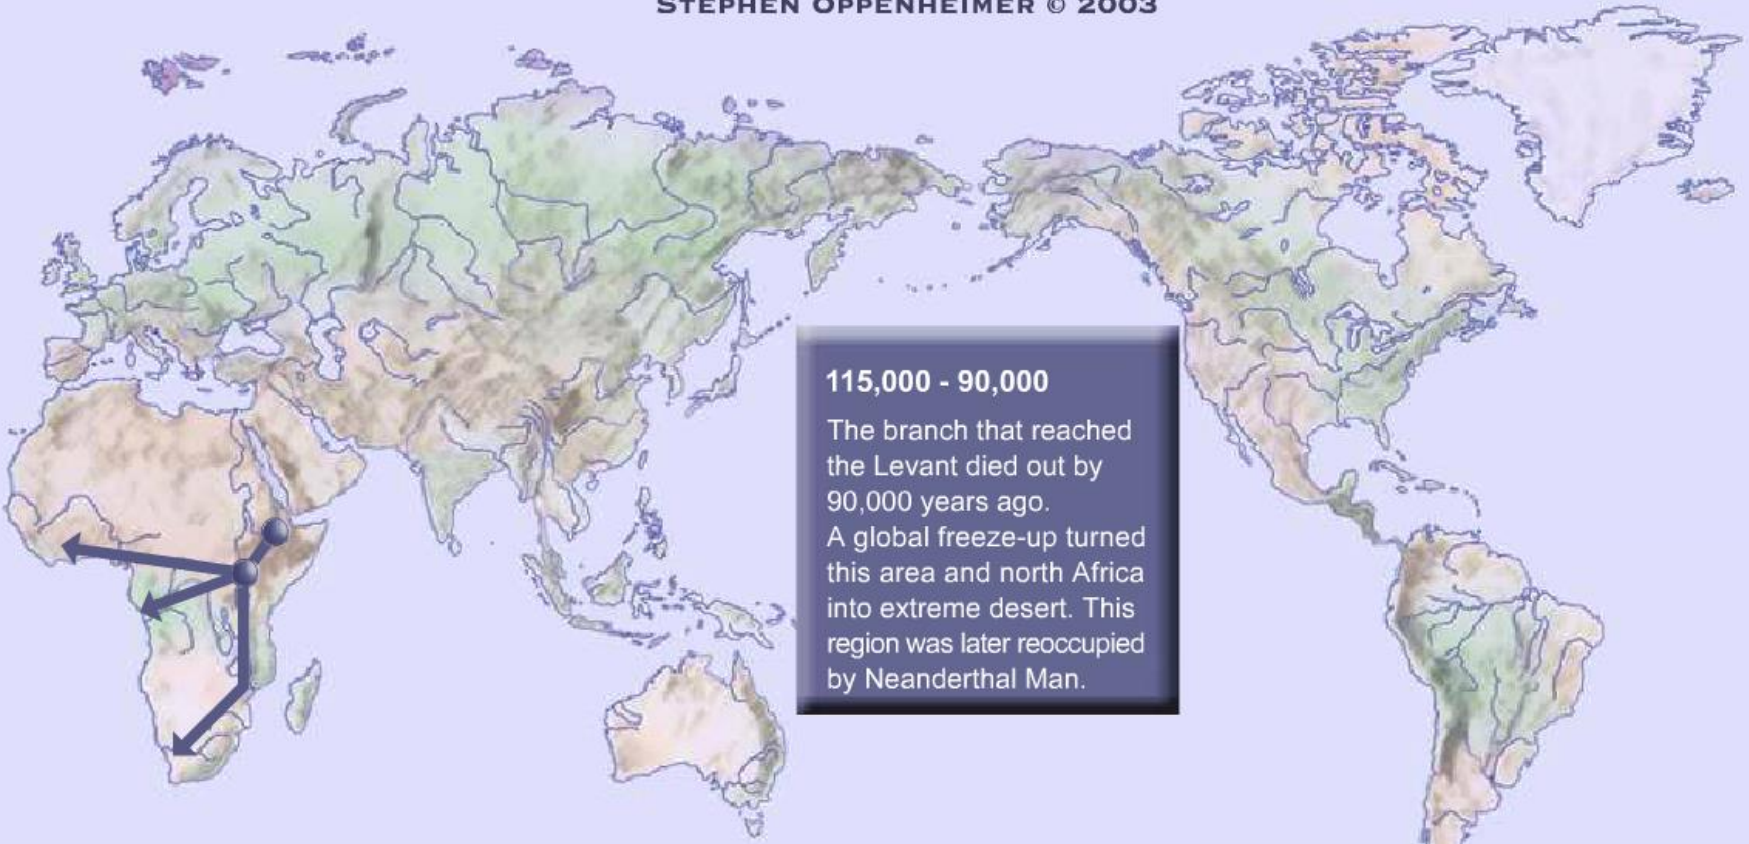 STEPHEN OPPENHEIMER © 2003
115,000 - 90,000
The branch that reached
the Levant died out by
90,000 years ago.
A global freeze-up turned
this area and north Africa
into extreme desert. This
region was later reoccupied
by Neanderthal Man.